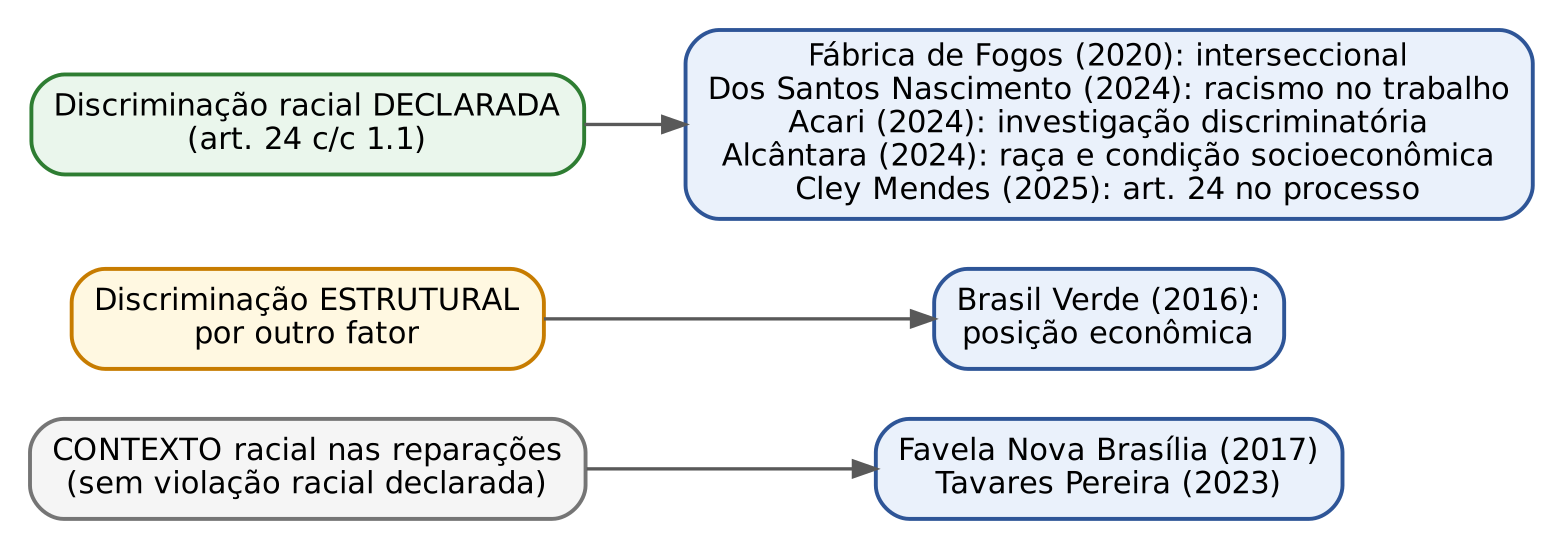 Discriminação racial DECLARADA
(art. 24 c/c 1.1)
Fábrica de Fogos (2020): interseccional
Dos Santos Nascimento (2024): racismo no trabalho
Acari (2024): investigação discriminatória
Alcântara (2024): raça e condição socioeconômica
Cley Mendes (2025): art. 24 no processo
Discriminação ESTRUTURAL
por outro fator
Brasil Verde (2016):
posição econômica
CONTEXTO racial nas reparações
(sem violação racial declarada)
Favela Nova Brasília (2017)
Tavares Pereira (2023)